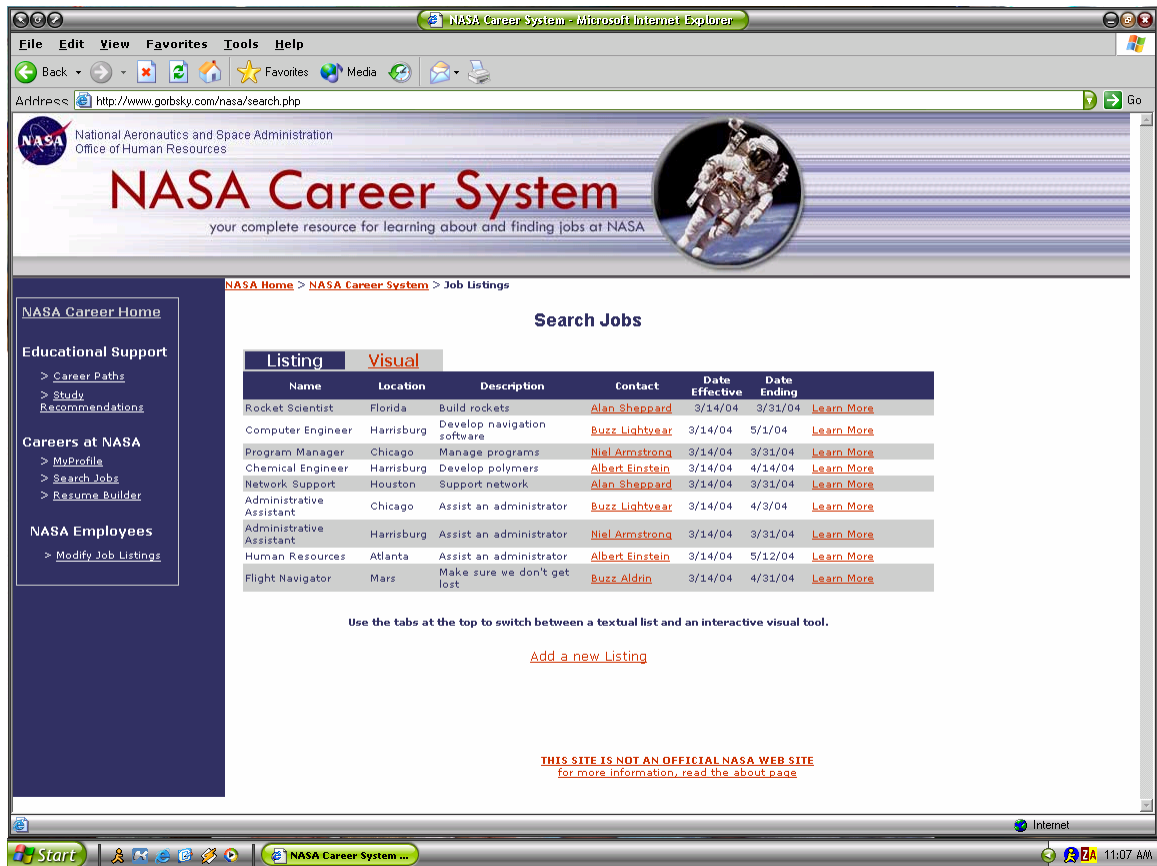 NASA Career System - Microsoft Internet Explorer
File Edit View Favorites Tools Help
Back Favorites Media
Address http://www.gorbsky.com/nasa/search.php Go
NASA
National Aeronautics and Space Administration
Office of Human Resources
NASA Career System
your complete resource for learning about and finding jobs at NASA
NASA Home > NASA Career System > Job Listings
NASA Career Home
Educational Support
> Career Paths
> Study
Recommendations
Careers at NASA
> MyProfile
> Search Jobs
> Resume Builder
NASA Employees
> Modify Job Listings
Search Jobs
Listing Visual
Name Location Description Contact Date Effective Date Ending
Rocket Scientist Florida Build rockets Alan Sheppard 3/14/04 3/31/04 Learn More
Computer Engineer Harrisburg Develop navigation software Buzz Lightyear 3/14/04 5/1/04 Learn More
Program Manager Chicago Manage programs Niel Armstrong 3/14/04 3/31/04 Learn More
Chemical Engineer Harrisburg Develop polymers Albert Einstein 3/14/04 4/14/04 Learn More
Network Support Houston Support network Alan Sheppard 3/14/04 3/31/04 Learn More
Administrative Assistant Chicago Assist an administrator Buzz Lightyear 3/14/04 4/3/04 Learn More
Administrative Assistant Harrisburg Assist an administrator Niel Armstrong 3/14/04 3/31/04 Learn More
Human Resources Atlanta Assist an administrator Albert Einstein 3/14/04 5/12/04 Learn More
Flight Navigator Mars Make sure we don't get lost Buzz Aldrin 3/14/04 4/31/04 Learn More
Use the tabs at the top to switch between a textual list and an interactive visual tool.
Add a new Listing
THIS SITE IS NOT AN OFFICIAL NASA WEB SITE
for more information, read the about page
Internet
Start NASA Career System ... ZA 11:07 AM